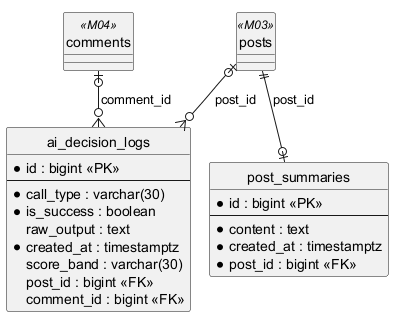 «M04»
comments
«M03»
posts
comment_id
post_id
post_id
ai_decision_logs
id : bigint «PK»
call_type : varchar(30)
is_success : boolean
raw_output : text
created_at : timestamptz
score_band : varchar(30)
post_id : bigint «FK»
comment_id : bigint «FK»
post_summaries
id : bigint «PK»
content : text
created_at : timestamptz
post_id : bigint «FK»